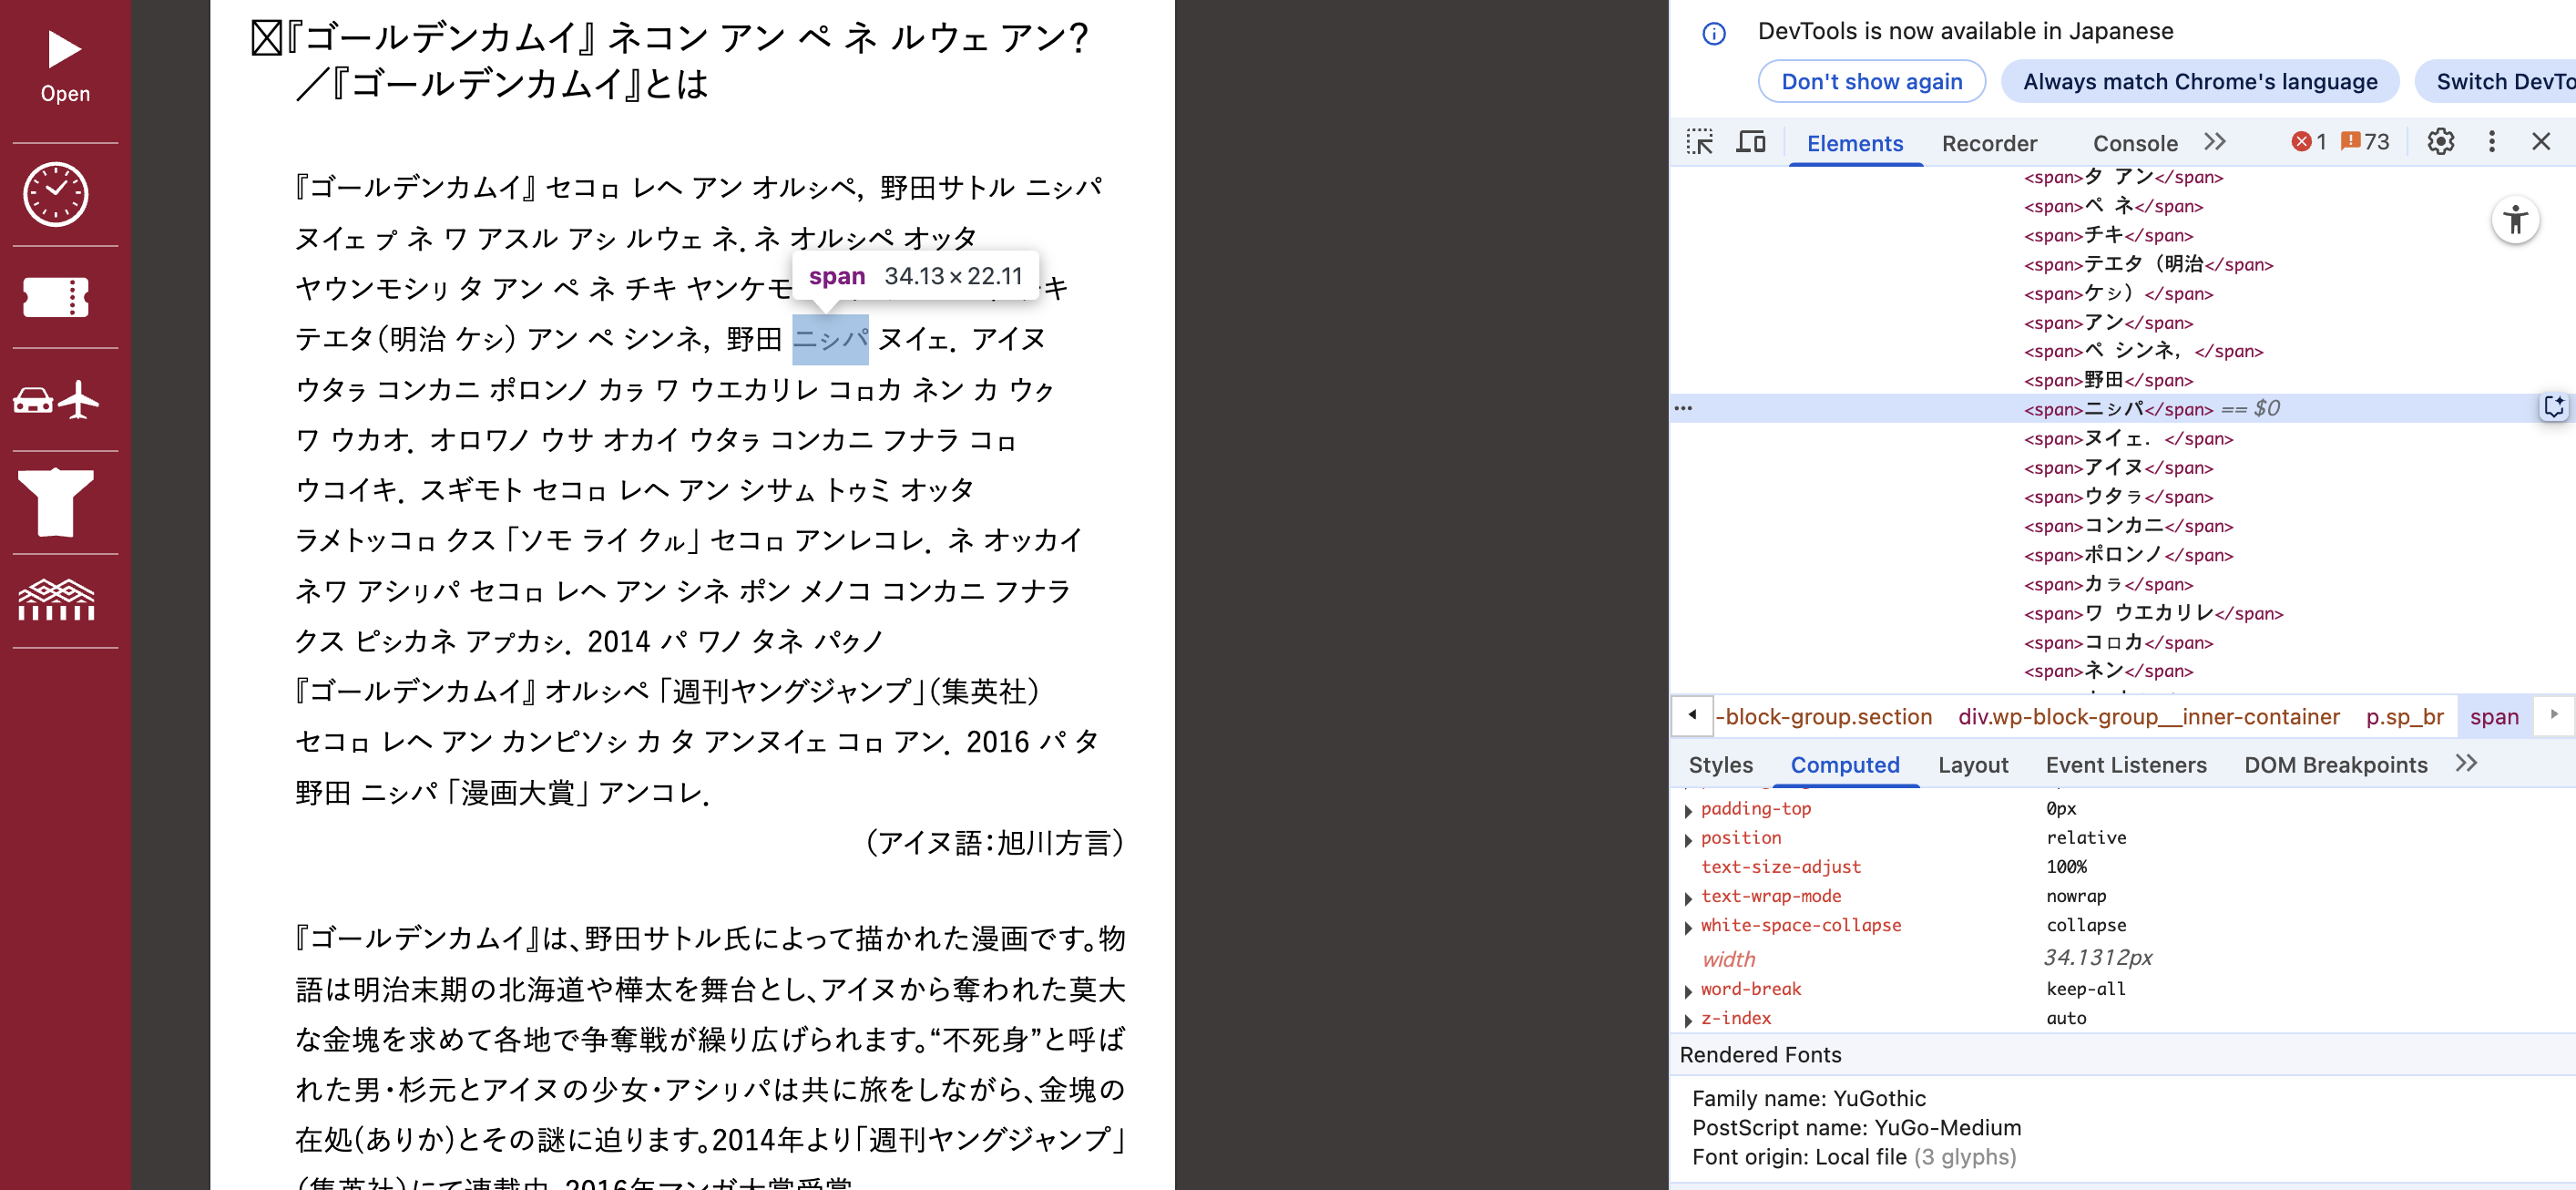 Open
『ゴールデンカムイ』 ネコン アン ペ ネ ルウェ アン?
／『ゴールデンカムイ』とは
『ゴールデンカムイ』 セコㇿ レヘ アン オルㇱペ, 野田サトル ニㇱパ
ヌイェ ㇷ゚ ネ ワ アスル アㇱ ルウェ ネ. ネ オルㇱペ オッタ
ヤウンモシㇼ タ アン ペ ネ チキ ヤンケモ
キ
テエタ(明治 ケㇱ) アン ペ シンネ, 野田 ニㇱパ ヌイェ. アイヌ
ウタㇻ コンカニ ポロンノ カㇻ ワ ウエカリレ コㇿカ ネン カ ウㇰ
ワ ウカオ. オロワノ ウサ オカイ ウタㇻ コンカニ フナラ コㇿ
ウコイキ. スギモト セコㇿ レヘ アン シサㇺ トゥミ オッタ
ラメトッコㇿ クス 「ソモ ライ クㇽ」 セコㇿ アンレコレ. ネ オッカイ
ネワ アシㇼパ セコㇿ レヘ アン シネ ポン メノコ コンカニ フナラ
クス ピㇱカネ アㇷ゚カㇱ. 2014 パ ワノ タネ パㇰノ
『ゴールデンカムイ』 オルㇱペ 「週刊ヤングジャンプ」(集英社)
セコㇿ レヘ アン カンピソㇱ カ タ アンヌイェ コㇿ アン. 2016 パ タ
野田 ニㇱパ 「漫画大賞」 アンコレ.
(アイヌ語：旭川方言)
『ゴールデンカムイ』は、野田サトル氏によって描かれた漫画です。物
語は明治末期の北海道や樺太を舞台とし、アイヌから奪われた莫大
な金塊を求めて各地で争奪戦が繰り広げられます。“不死身”と呼ば
れた男・杉元とアイヌの少女・アシㇼパは共に旅をしながら、金塊の
在処(ありか)とその謎に迫ります。2014年より「週刊ヤングジャンプ」
(集英社)にて連載中。2016年マンガ大賞受賞
span 34.13×22.11
DevTools is now available in Japanese
Don't show again
Always match Chrome's language
Switch DevTo
Elements
Recorder
Console
1
73
<span>タ アン</span>
<span>ペ ネ</span>
<span>チキ</span>
<span>テエタ（明治</span>
<span>ケㇱ）</span>
<span>アン</span>
<span>ペ シンネ，</span>
<span>野田</span>
<span>ニㇱパ</span> == $0
<span>ヌイェ．</span>
<span>アイヌ</span>
<span>ウタㇻ</span>
<span>コンカニ</span>
<span>ポロンノ</span>
<span>カㇻ</span>
<span>ワ ウエカリレ</span>
<span>コㇿカ</span>
<span>ネン</span>
-block-group.section div.wp-block-group__inner-container p.sp_br span
Styles
Computed
Layout
Event Listeners
DOM Breakpoints
padding-top 0px
position relative
text-size-adjust 100%
text-wrap-mode nowrap
white-space-collapse collapse
width 34.1312px
word-break keep-all
z-index auto
Rendered Fonts
Family name: YuGothic
PostScript name: YuGo-Medium
Font origin: Local file (3 glyphs)